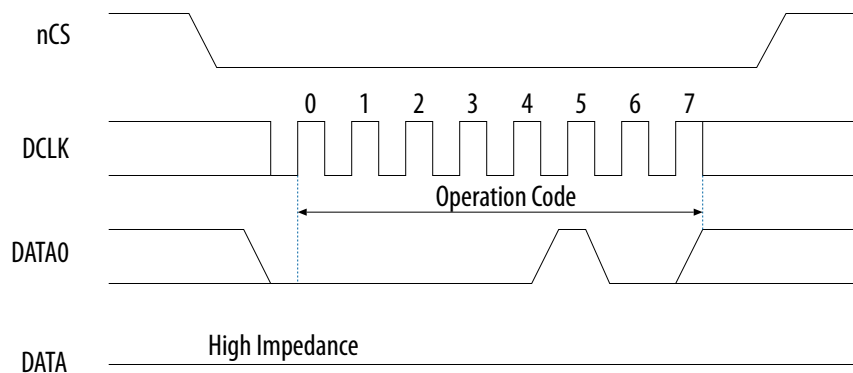 nCS
0 1 2 3 4 5 6 7
DCLK
Operation Code
DATA0
High Impedance
DATA